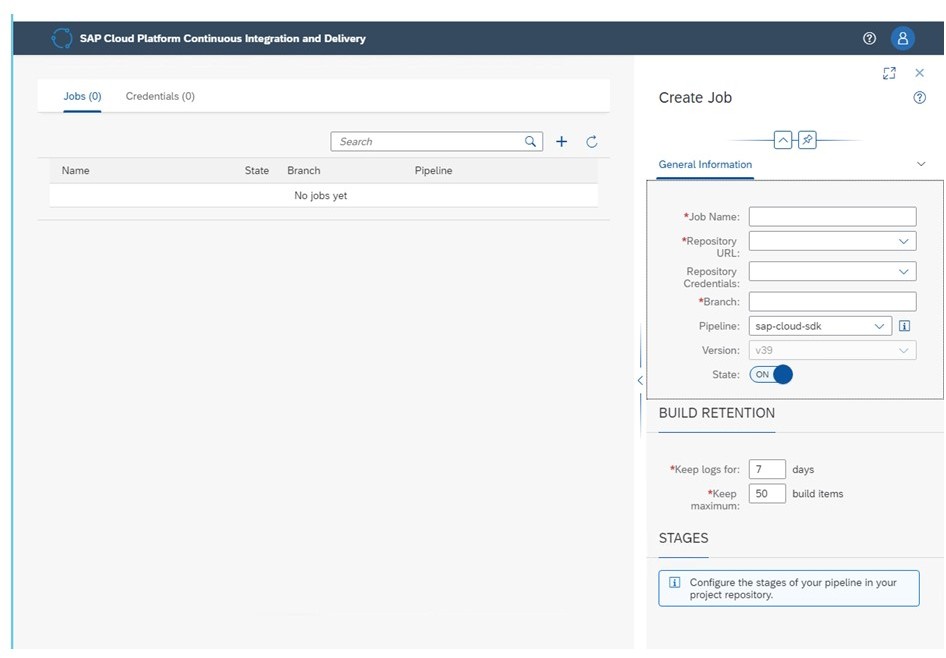 SAP Cloud Platform Continuous Integration and Delivery
Jobs (0) Credentials (0)
Search
Name State Branch Pipeline
No jobs yet
Create Job
General Information
*Job Name:
*Repository
URL:
Repository
Credentials:
*Branch:
Pipeline: sap-cloud-sdk
Version: v39
State: ON
BUILD RETENTION
*Keep logs for: 7 days
*Keep
maximum: 50 build items
STAGES
Configure the stages of your pipeline in your
project repository.